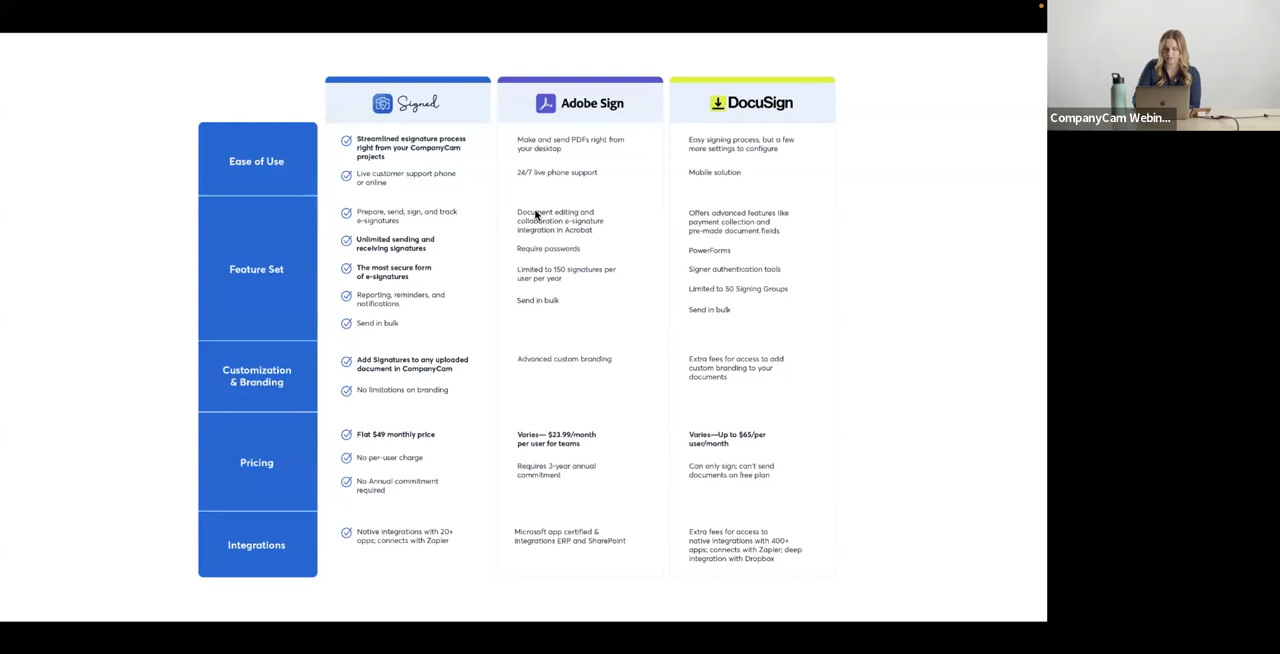 Signed
Adobe Sign
DocuSign
Ease of Use
Streamlined esignature process
right from your CompanyCam
projects
Live customer support phone
or online
Make and send PDFs right from
your desktop
24/7 live phone support
Easy signing process, but a few
more settings to configure
Mobile solution
Feature Set
Prepare, send, sign, and track
e-signatures
Unlimited sending and
receiving signatures
The most secure form
of e-signatures
Reporting, reminders, and
notifications
Send in bulk
Document editing and
collaboration e-signature
integration in Acrobat
Require passwords
Limited to 150 signatures per
user per year
Send in bulk
Offers advanced features like
payment collection and
pre-made document fields
PowerForms
Signer authentication tools
Limited to 50 Signing Groups
Send in bulk
Customization
& Branding
Add Signatures to any uploaded
document in CompanyCam
No limitations on branding
Advanced custom branding
Extra fees for access to add
custom branding to your
documents
Pricing
Flat $49 monthly price
No per-user charge
No Annual commitment
required
Varies— $23.99/month
per user for teams
Requires 3-year annual
commitment
Varies—Up to $65/per
user/month
Can only sign; can't send
documents on free plan
Integrations
Native integrations with 20+
apps; connects with Zapier
Microsoft app certified &
Integrations ERP and SharePoint
Extra fees for access to
native integrations with 400+
apps; connects with Zapier; deep
integration with Dropbox
CompanyCam Webin...